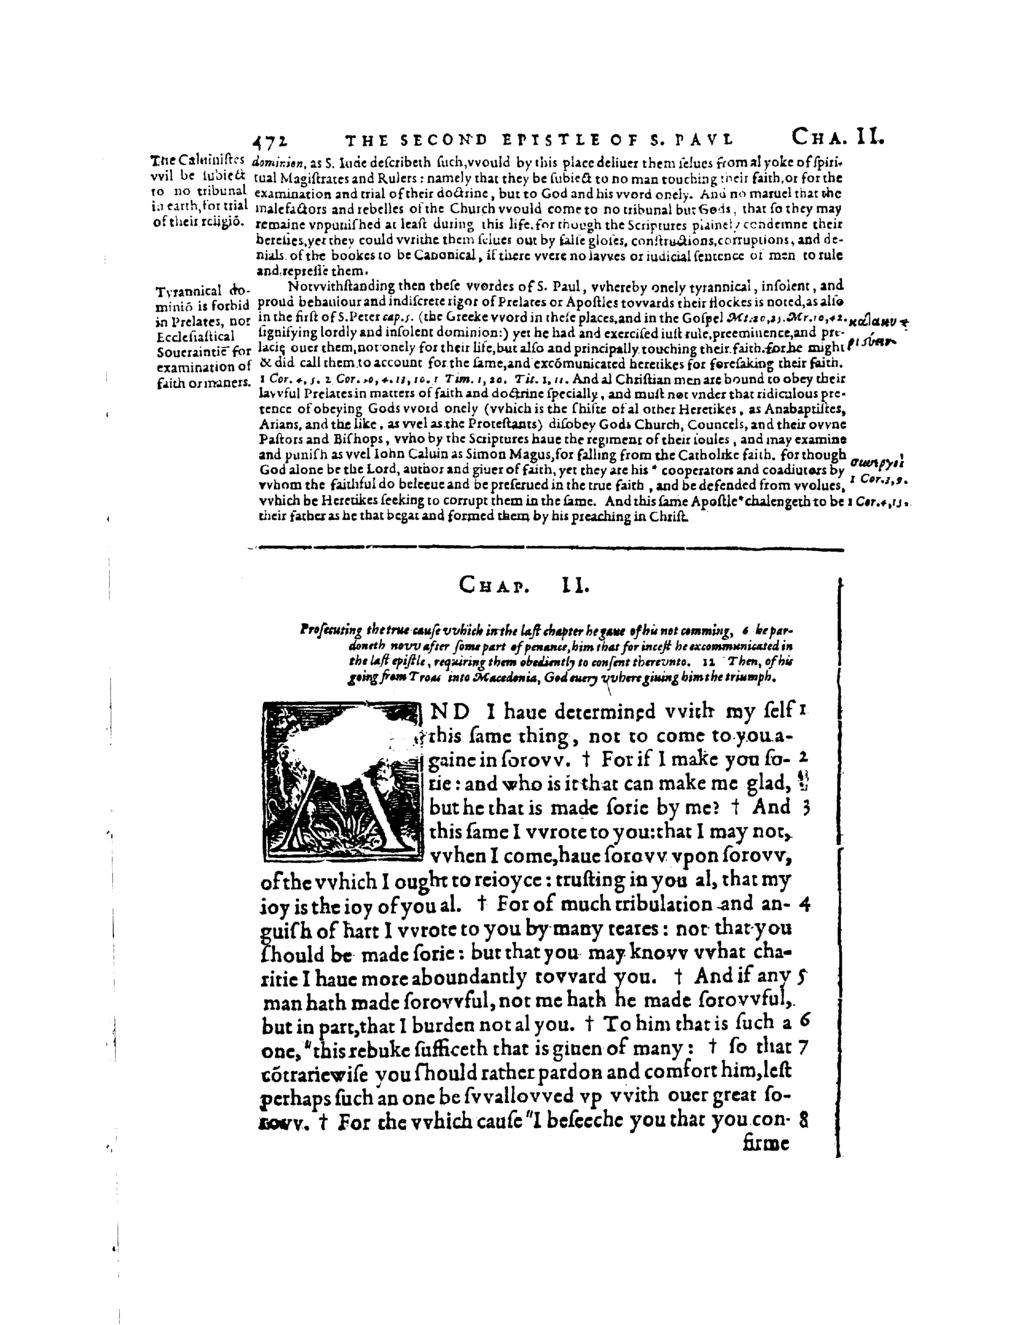 472 THE SECOND EPISTLE OF S. PAVL CHA. II.
The Caluiniſtes
vvil be ſubiect
to no tribunal
in earth, for trial
of their religiō.
dominion, as S. Iude deſcribeth ſuch, vvould by this place deliuer them ſelues from al yoke of ſpiri-
tual Magiſtrates and Rulers: namely that they be ſubiect to no man touching their faith, or for the
examination and trial of their doctrine, but to God and his vvord onely. And no maruel that the
malefactors and rebelles of the Church vvould come to no tribunal but Gods, that ſo they may
remaine vnpuniſhed at leaſt during this life. for though the Scriptures plainely condemne their
hereſies, yet they could vvrithe them ſelues out by falſe gloſes, conſtructions, corruptions, and de-
nials of the bookes to be Canonical, if there vvere no lavves or iudicial ſentence of men to rule
and repreſſe them.
Tyrannical do-
miniō is forbid
in Prelates, not
Eccleſiaſtical
Soueraintie for
examination of
faith or maners.
Notvvithſtanding then theſe vvordes of S. Paul, vvhereby onely tyrannical, inſolent, and
proud behauiour and indiſcrete rigor of Prelates or Apoſtles tovvards their flockes is noted, as alſo
in the firſt of S. Peter cap. 5. (the Greeke vvord in theſe places, and in the Goſpel Mt. 20, 25. Mr. 10, 42.
ſignifying lordly and inſolent dominion:) yet he had and exerciſed iuſt rule, preeminence, and pre-
lacie ouer them, not onely for their life, but alſo and principally touching their faith. for he might
& did call them to account for the ſame, and excōmunicated heretikes for forſaking their faith.
1 Cor. 4, 5. 2 Cor. 10, 4. 13, 10. 1 Tim. 1, 20. Tit. 3, 11. And al Chriſtian men are bound to obey their
lavvful Prelates in matters of faith and doctrine ſpecially, and muſt not vnder that ridiculous pre-
tence of obeying Gods vvord onely (vvhich is the ſhifte of al other Heretikes, as Anabaptiſtes,
Arians, and the like, as vvel as the Proteſtants) diſobey Gods Church, Councels, and their ovvne
Paſtors and Biſhops, vvho by the Scriptures haue the regiment of their ſoules, and may examine
and puniſh as vvel Iohn Caluin as Simon Magus, for falling from the Catholike faith. for though
God alone be the Lord, author and giuer of faith, yet they are his * cooperators and coadiutors by
vvhom the faithful do beleeue and be preſerued in the true faith, and be defended from vvolues,
vvhich be Heretikes ſeeking to corrupt them in the ſame. And this ſame Apoſtle * chalengeth to be
their father as he that begat and formed them by his preaching in Chriſt.
1 Cor. 3, 9.
1 Cor. 4, 15.
CHAP. II.
Proſecuting the true cauſe vvhich in the laſt chapter he gaue of his not comming, 6 he par-
doneth novv after ſome part of penance, him that for inceſt he excommunicated in
the laſt epiſtle, requiring them obediently to conſent therevnto. 12 Then, of his
going from Troas into Macedonia, God euery vvhere giuing him the triumph.
AND I haue determined vvith my ſelf 1
this ſame thing, not to come to you a-
gaine in ſorovv. † For if I make you ſo- 2
rie: and who is it that can make me glad,
but he that is made ſorie by me? † And 3
this ſame I vvrote to you: that I may not,
vvhen I come, haue ſorovv vpon ſorovv,
of the vvhich I ought to reioyce: truſting in you al, that my
ioy is the ioy of you al. † For of much tribulation and an- 4
guiſh of hart I vvrote to you by many teares: not that you
ſhould be made ſorie: but that you may knovv vvhat cha-
ritie I haue more aboundantly tovvard you. † And if any 5
man hath made ſorovvful, not me hath he made ſorovvful,
but in part, that I burden not al you. † To him that is ſuch a 6
one, "this rebuke ſufficeth that is giuen of many: † ſo that 7
cōtrariewiſe you ſhould rather pardon and comfort him, leſt
perhaps ſuch an one be ſvvallovved vp vvith ouer great ſo-
rovv. † For the vvhich cauſe "I beſeeche you that you con- 8
firme